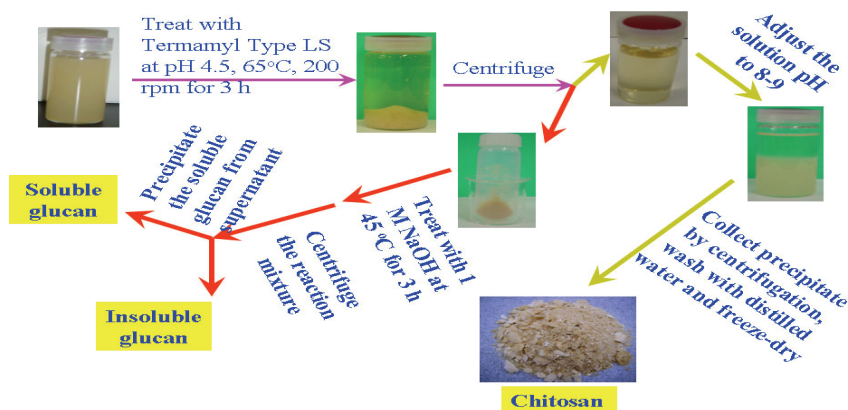 Treat with
Termamyl Type LS
at pH 4.5, 65°C, 200
rpm for 3 h
Centrifuge
Adjust the
solution pH
to 8-9
Precipitate
the soluble
glucan from
supernatant
Soluble
glucan
Treat with 1
M NaOH at
45 °C for 3 h
Centrifuge
the reaction
mixture
Insoluble
glucan
Collect precipitate
by centrifugation,
wash with distilled
water and freeze-dry
Chitosan